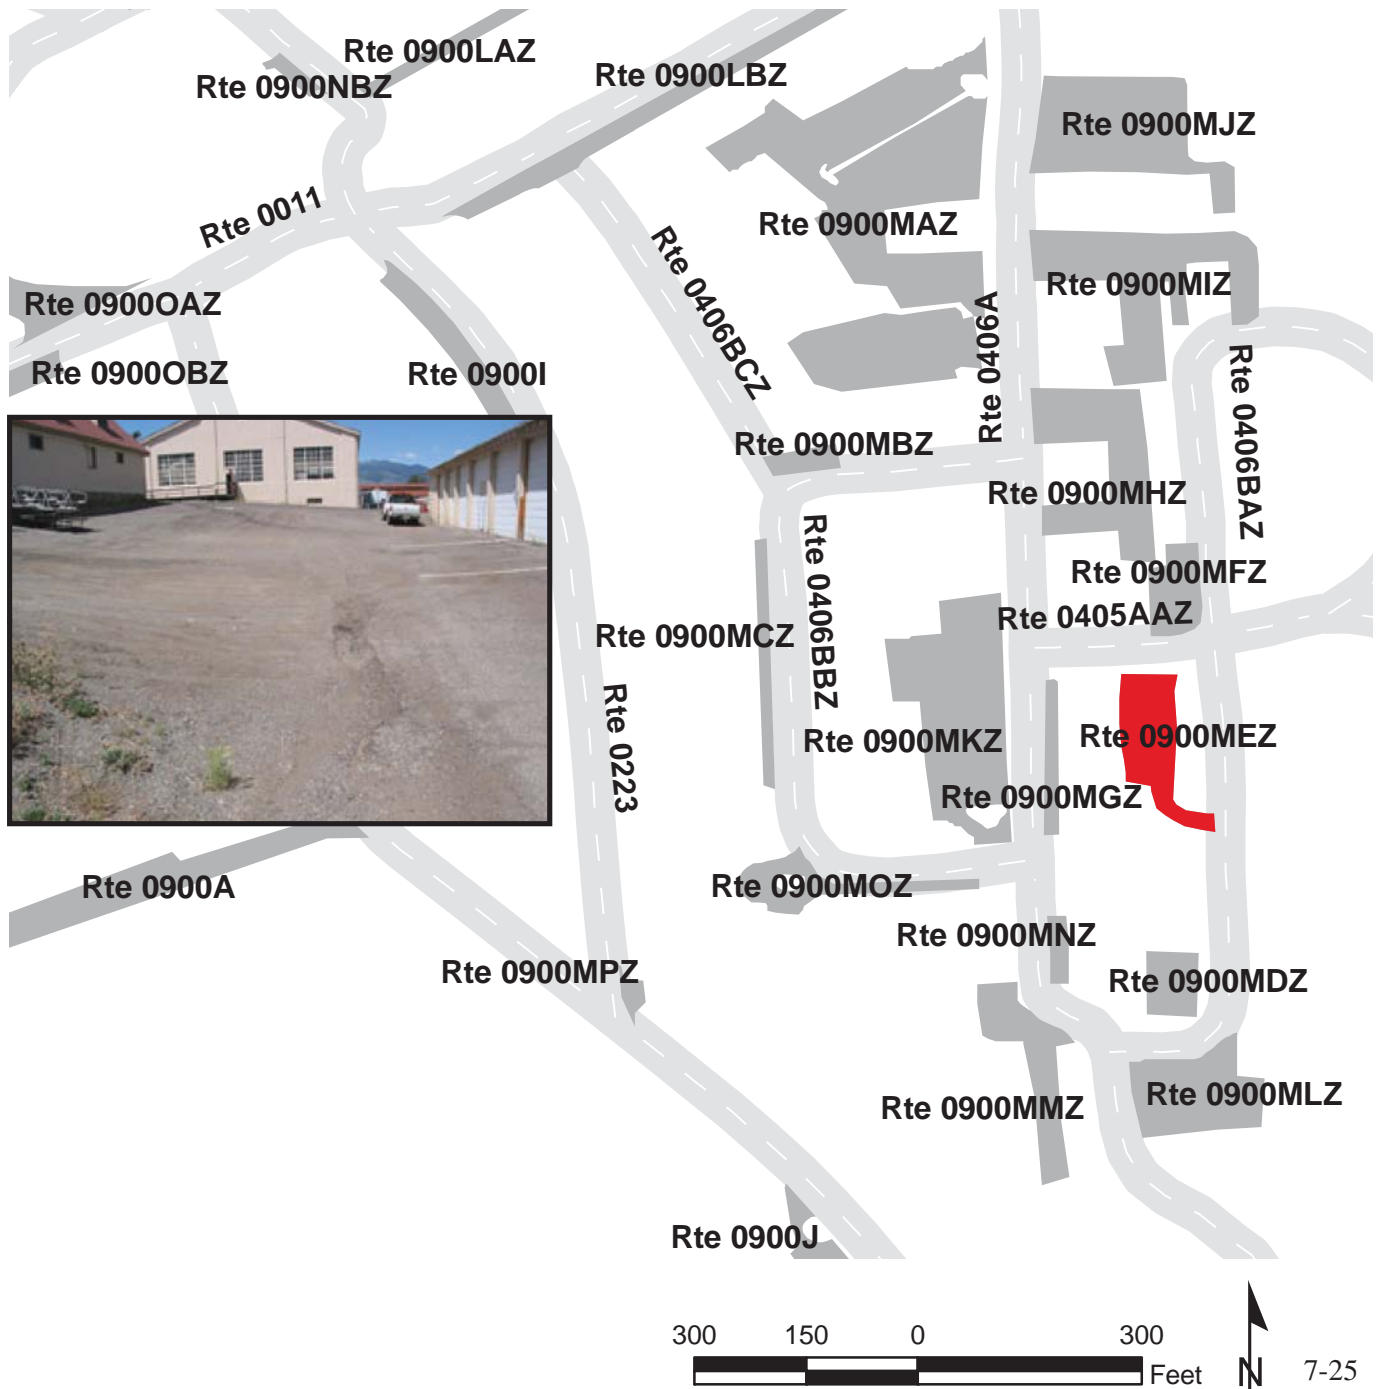 Rte 0900LAZ
Rte 0900NBZ
Rte 0900LBZ
Rte 0900MJZ
Rte 0011
Rte 0900MAZ
Rte 0406BCZ
Rte 0900OAZ
Rte 0900MIZ
Rte 0406A
Rte 0900OBZ
Rte 0900I
Rte 0406BAZ
Rte 0900MBZ
Rte 0900MHZ
Rte 0406BBZ
Rte 0900MFZ
Rte 0405AAZ
Rte 0900MCZ
Rte 0223
Rte 0900MKZ
Rte 0900MEZ
Rte 0900MGZ
Rte 0900A
Rte 0900MOZ
Rte 0900MNZ
Rte 0900MPZ
Rte 0900MDZ
Rte 0900MMZ
Rte 0900MLZ
Rte 0900J
300 150 0 300
Feet
N
7-25